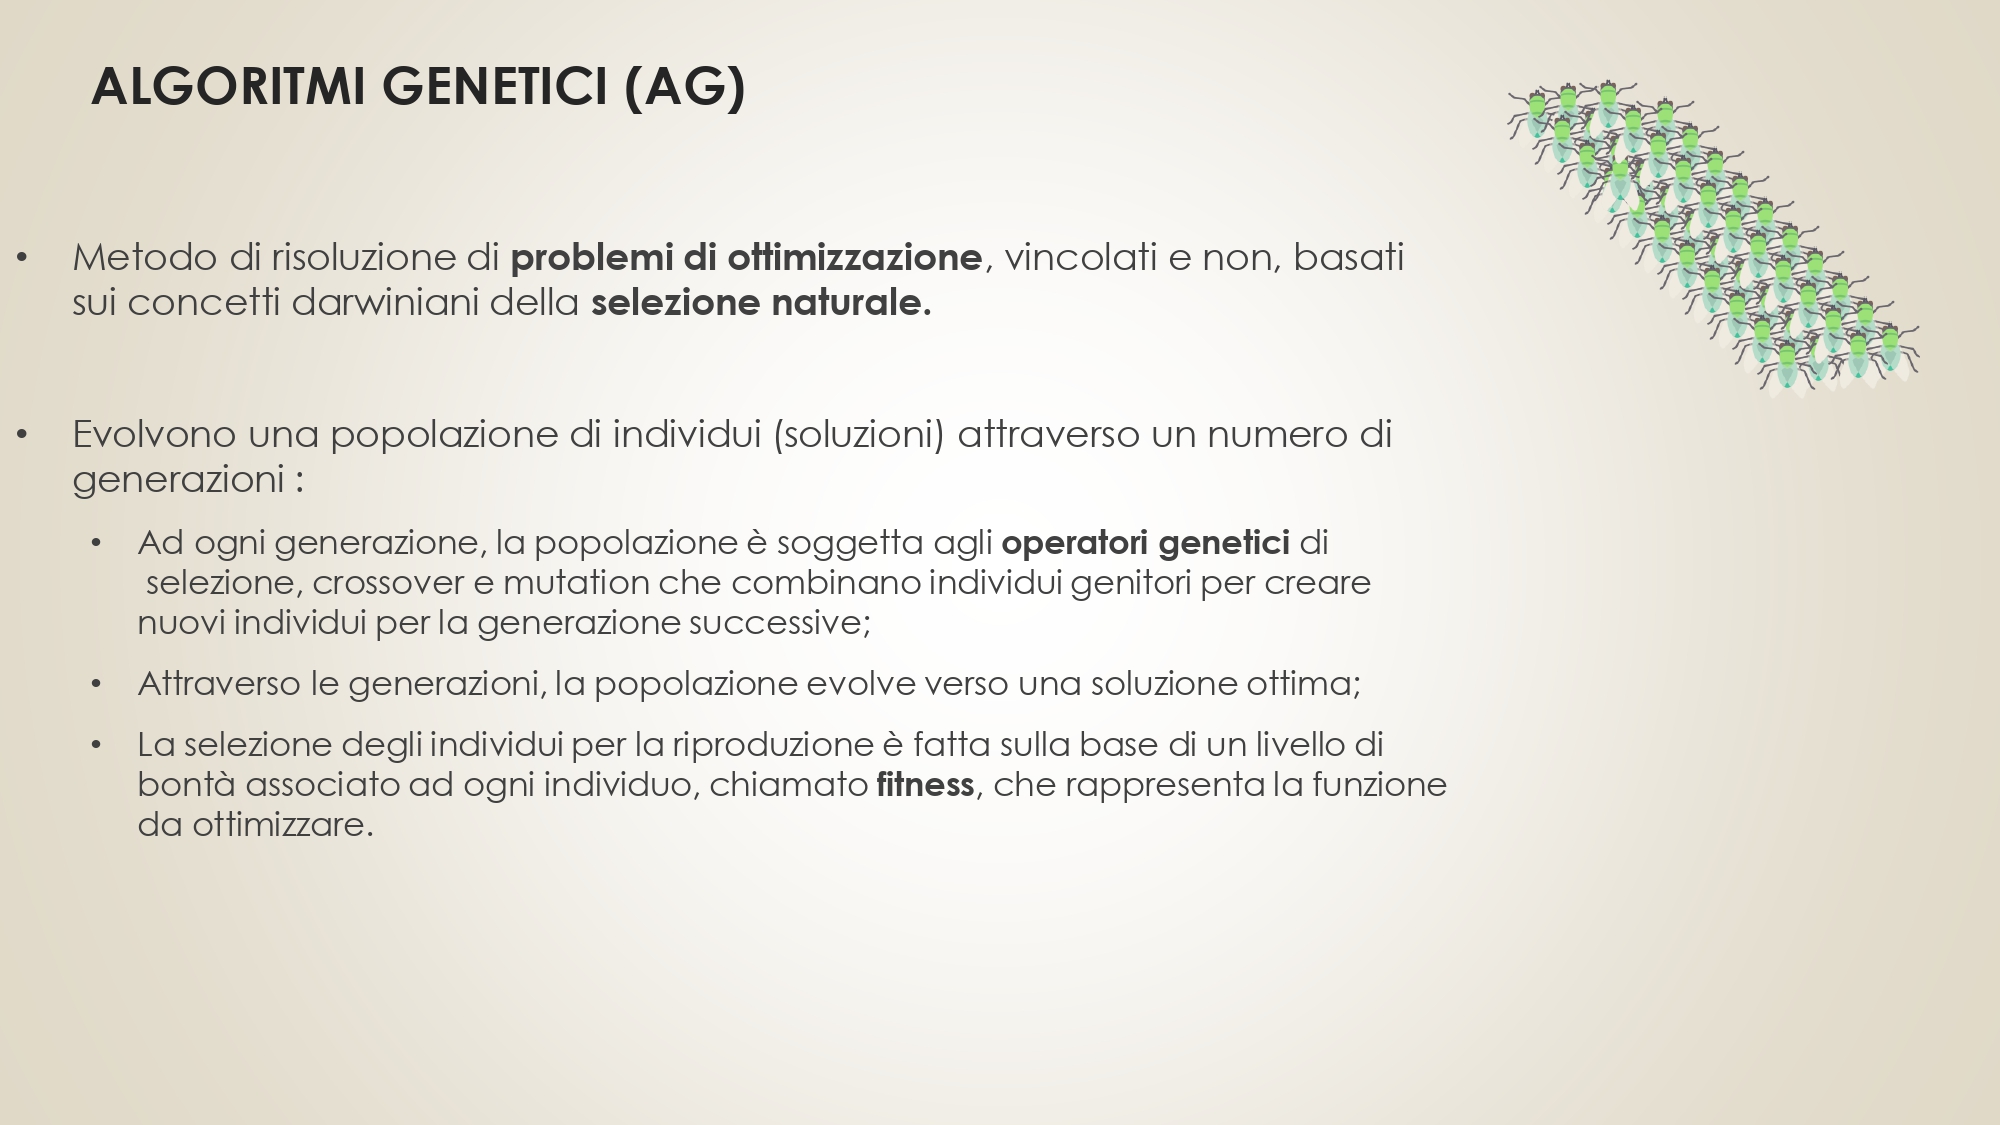 ALGORITMI GENETICI (AG)
• Metodo di risoluzione di problemi di ottimizzazione, vincolati e non, basati
sui concetti darwiniani della selezione naturale.
• Evolvono una popolazione di individui (soluzioni) attraverso un numero di
generazioni :
• Ad ogni generazione, la popolazione è soggetta agli operatori genetici di
selezione, crossover e mutation che combinano individui genitori per creare
nuovi individui per la generazione successive;
• Attraverso le generazioni, la popolazione evolve verso una soluzione ottima;
• La selezione degli individui per la riproduzione è fatta sulla base di un livello di
bontà associato ad ogni individuo, chiamato fitness, che rappresenta la funzione
da ottimizzare.